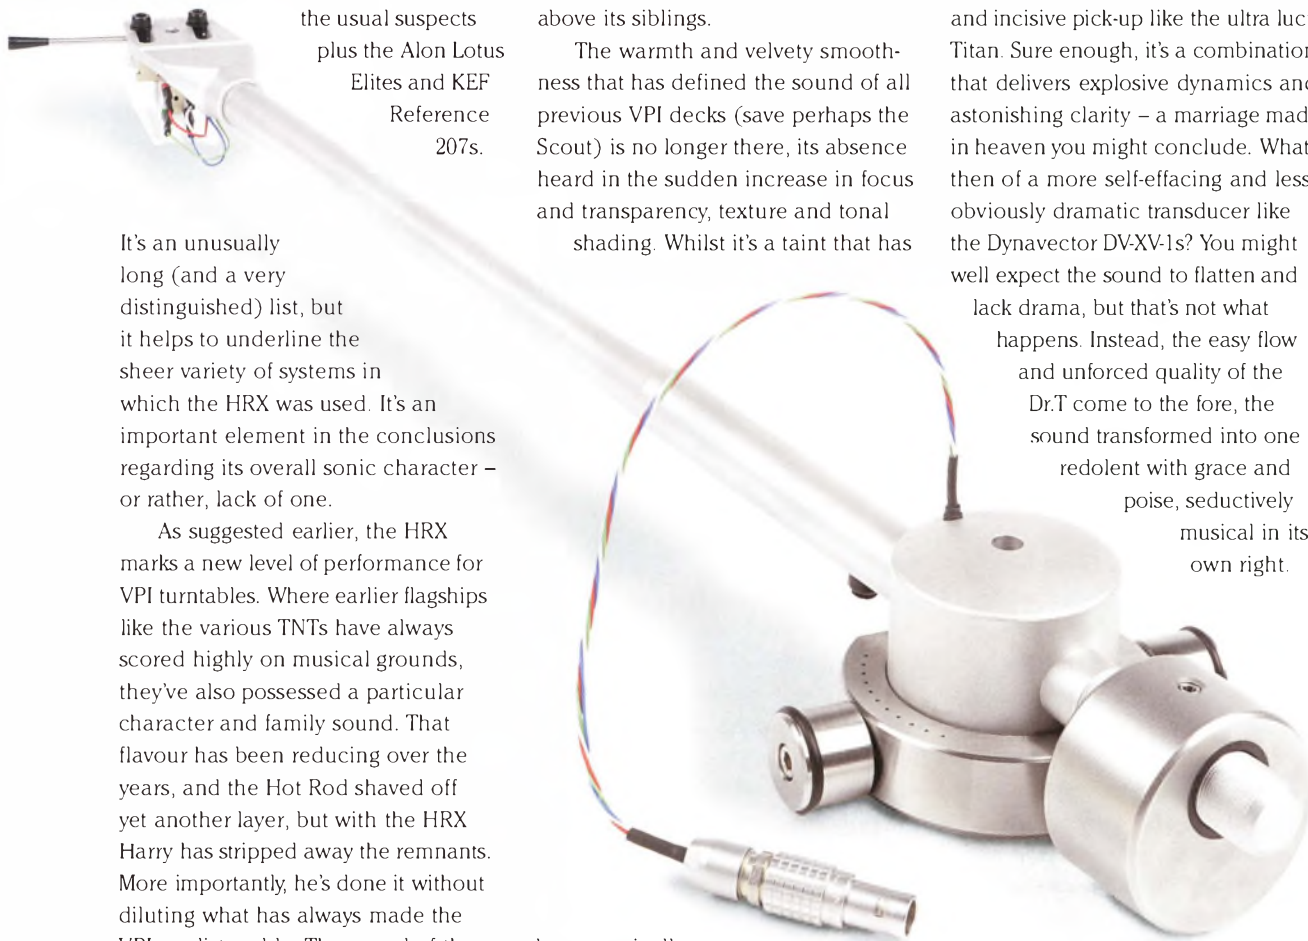 the usual suspects
plus the Alon Lotus
Elites and KEF
Reference
207s.
It's an unusually
long (and a very
distinguished) list, but
it helps to underline the
sheer variety of systems in
which the HRX was used. It's an
important element in the conclusions
regarding its overall sonic character –
or rather, lack of one.
As suggested earlier, the HRX
marks a new level of performance for
VPI turntables. Where earlier flagships
like the various TNTs have always
scored highly on musical grounds,
they've also possessed a particular
character and family sound. That
flavour has been reducing over the
years, and the Hot Rod shaved off
yet another layer, but with the HRX
Harry has stripped away the remnants.
More importantly, he's done it without
diluting what has always made the
above its siblings.
The warmth and velvety smooth-
ness that has defined the sound of all
previous VPI decks (save perhaps the
Scout) is no longer there, its absence
heard in the sudden increase in focus
and transparency, texture and tonal
shading. Whilst it's a taint that has
and incisive pick-up like the ultra luc
Titan. Sure enough, it's a combination
that delivers explosive dynamics and
astonishing clarity – a marriage mad
in heaven you might conclude. What
then of a more self-effacing and less
obviously dramatic transducer like
the Dynavector DV-XV-1s? You might
well expect the sound to flatten and
lack drama, but that's not what
happens. Instead, the easy flow
and unforced quality of the
Dr.T come to the fore, the
sound transformed into one
redolent with grace and
poise, seductively
musical in its
own right.